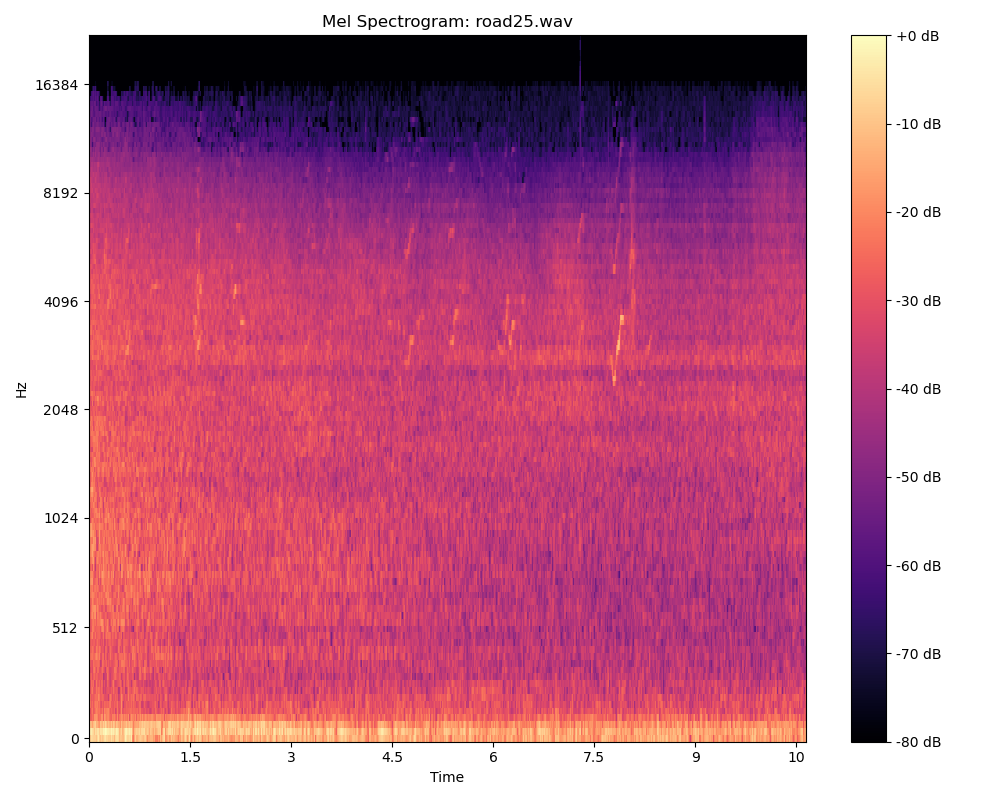 Mel Spectrogram: road25.wav
16384
8192
4096
2048
1024
512
0
Hz
0
1.5
3
4.5
6
7.5
9
10
Time
+0 dB
-10 dB
-20 dB
-30 dB
-40 dB
-50 dB
-60 dB
-70 dB
-80 dB